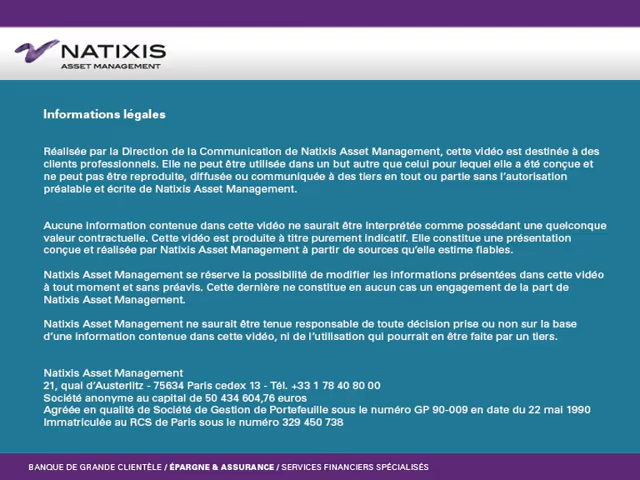 NATIXIS
ASSET MANAGEMENT
Informations légales
Réalisée par la Direction de la Communication de Natixis Asset Management, cette vidéo est destinée à des
clients professionnels. Elle ne peut être utilisée dans un but autre que celui pour lequel elle a été conçue et
ne peut pas être reproduite, diffusée ou communiquée à des tiers en tout ou partie sans l'autorisation
préalable et écrite de Natixis Asset Management.
Aucune information contenue dans cette vidéo ne saurait être interprétée comme possédant une quelconque
valeur contractuelle. Cette vidéo est produite à titre purement indicatif. Elle constitue une présentation
conçue et réalisée par Natixis Asset Management à partir de sources qu'elle estime fiables.
Natixis Asset Management se réserve la possibilité de modifier les informations présentées dans cette vidéo
à tout moment et sans préavis. Cette dernière ne constitue en aucun cas un engagement de la part de
Natixis Asset Management.
Natixis Asset Management ne saurait être tenue responsable de toute décision prise ou non sur la base
d'une information contenue dans cette vidéo, ni de l'utilisation qui pourrait en être faite par un tiers.
Natixis Asset Management
21, quai d'Austerlitz - 75634 Paris cedex 13 - Tél. +33 1 78 40 80 00
Société anonyme au capital de 50 434 604,76 euros
Agréée en qualité de Société de Gestion de Portefeuille sous le numéro GP 90-009 en date du 22 mai 1990
Immatriculée au RCS de Paris sous le numéro 329 450 738
BANQUE DE GRANDE CLIENTÈLE / ÉPARGNE & ASSURANCE / SERVICES FINANCIERS SPÉCIALISÉS